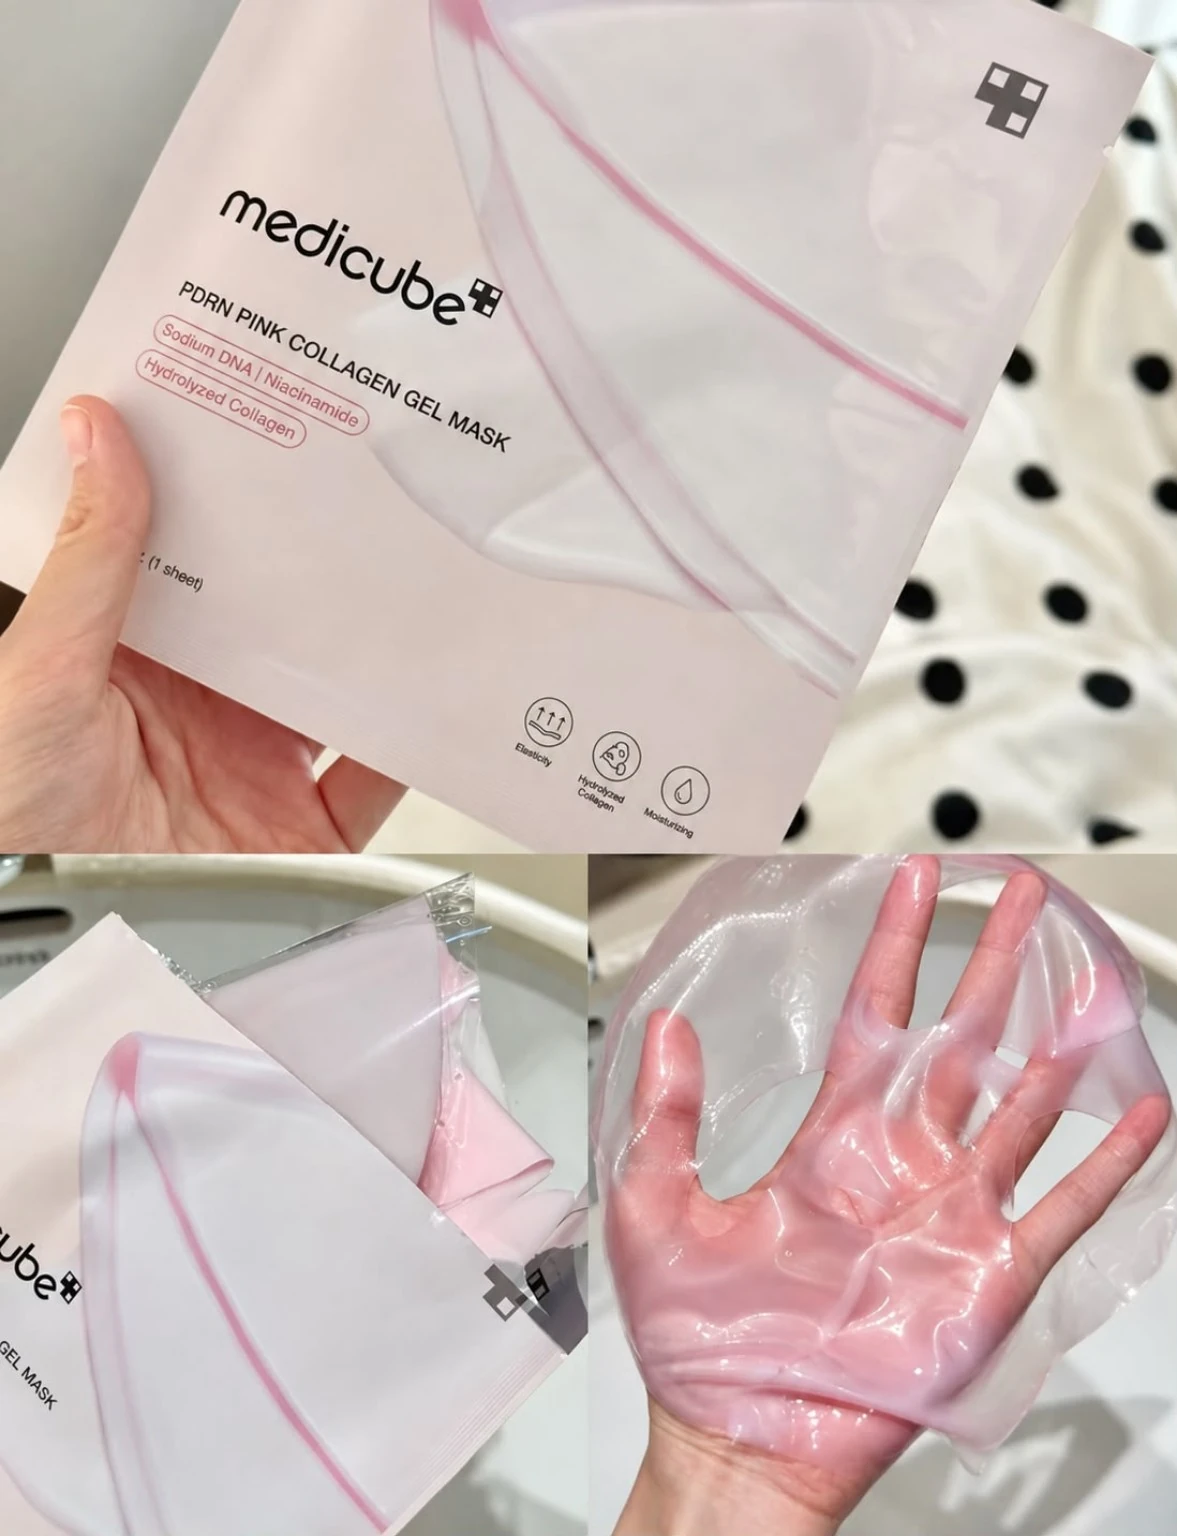 medicube
PDRN PINK COLLAGEN GEL MASK
Sodium DNA | Niacinamide
Hydrolyzed Collagen
(1 sheet)
Elasticity
Hydrolyzed
Collagen
Moisturizing
cube
GEL MASK